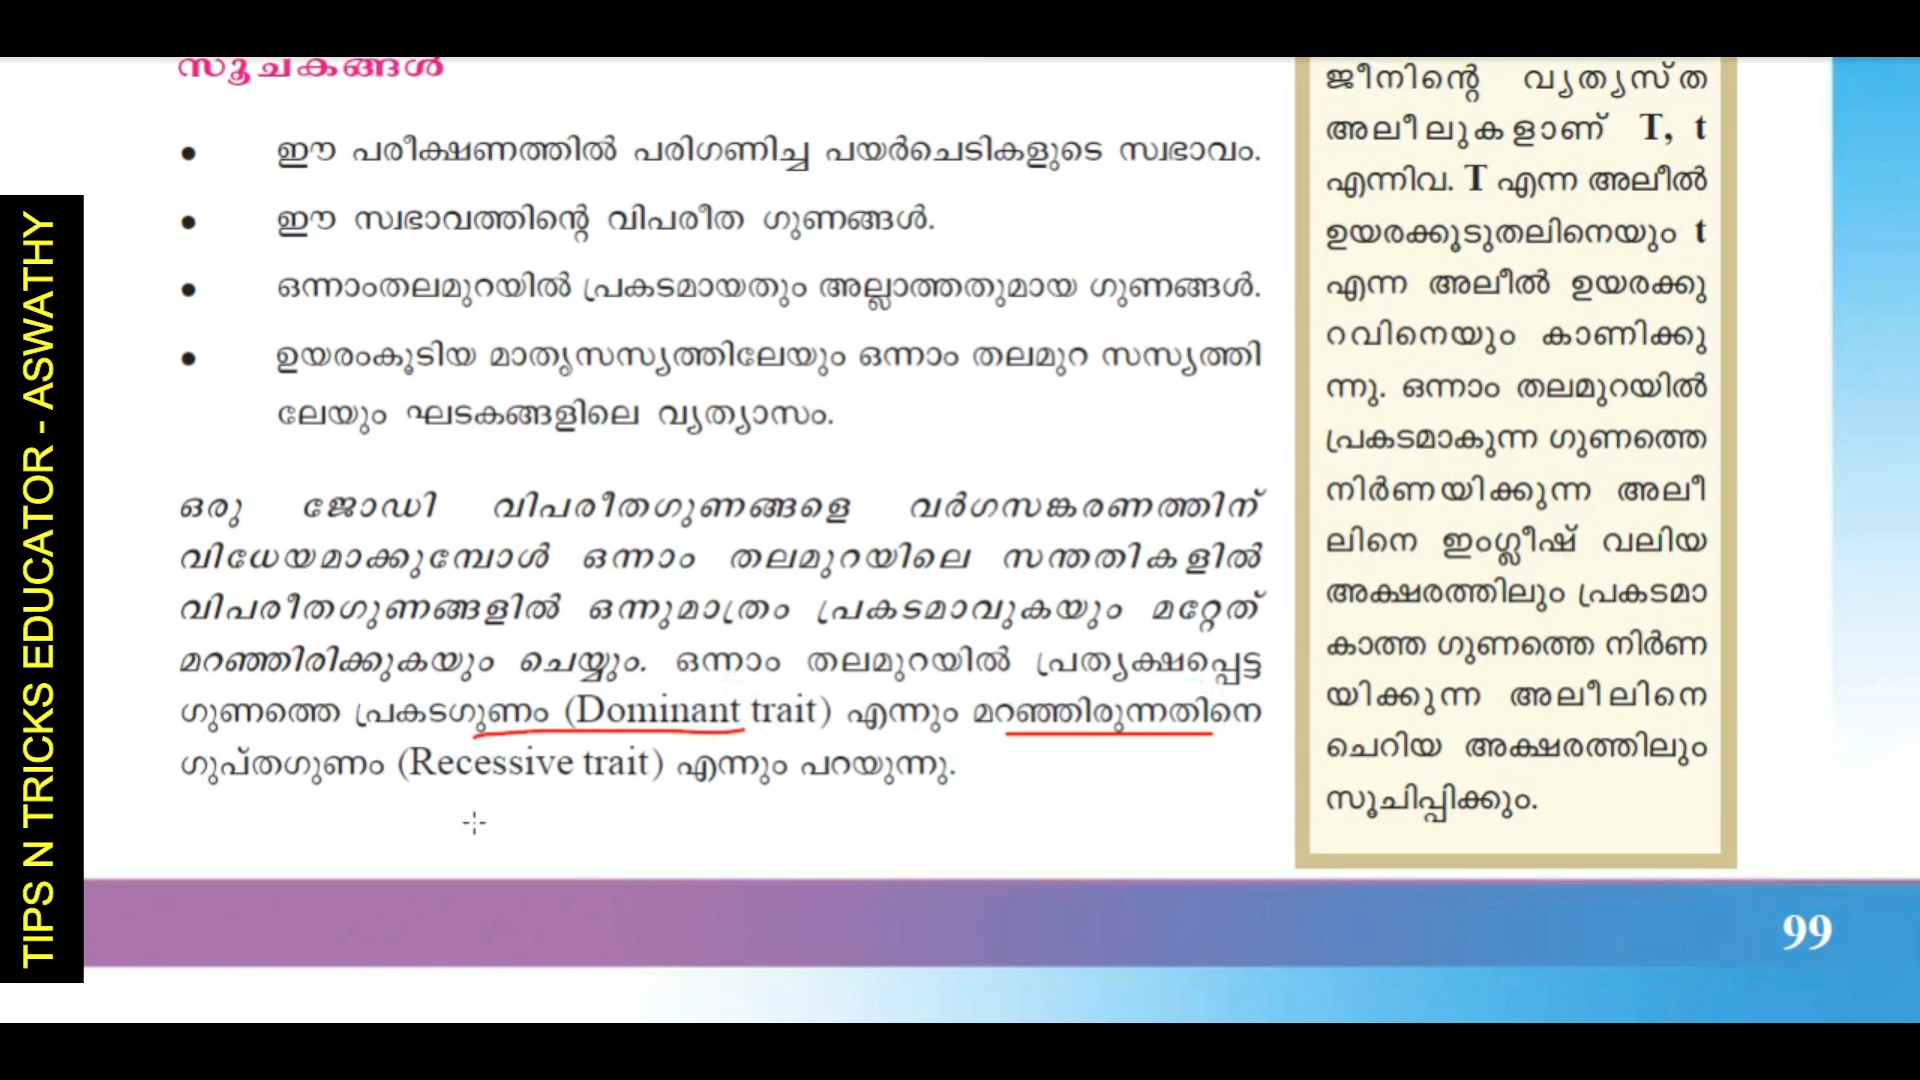 സൂചകങ്ങൾ
• ഈ പരീക്ഷണത്തിൽ പരിഗണിച്ച പയർചെടികളുടെ സ്വഭാവം.
• ഈ സ്വഭാവത്തിന്റെ വിപരീത ഗുണങ്ങൾ.
• ഒന്നാംതലമുറയിൽ പ്രകടമായതും അല്ലാത്തതുമായ ഗുണങ്ങൾ.
• ഉയരംകൂടിയ മാതൃസസ്യത്തിലേയും ഒന്നാം തലമുറ സസ്യത്തി
ലേയും ഘടകങ്ങളിലെ വ്യത്യാസം.
ഒരു ജോഡി വിപരീതഗുണങ്ങളെ വർഗസങ്കരണത്തിന്
വിധേയമാക്കുമ്പോൾ ഒന്നാം തലമുറയിലെ സന്തതികളിൽ
വിപരീതഗുണങ്ങളിൽ ഒന്നുമാത്രം പ്രകടമാവുകയും മറ്റേത്
മറഞ്ഞിരിക്കുകയും ചെയ്യും. ഒന്നാം തലമുറയിൽ പ്രത്യക്ഷപ്പെട്ട
ഗുണത്തെ പ്രകടഗുണം (Dominant trait) എന്നും മറഞ്ഞിരുന്നതിനെ
ഗുപ്തഗുണം (Recessive trait) എന്നും പറയുന്നു.
ജീനിന്റെ വ്യത്യസ്ത
അലീലുകളാണ് T, t
എന്നിവ. T എന്ന അലീൽ
ഉയരക്കൂടുതലിനെയും t
എന്ന അലീൽ ഉയരക്കു
റവിനെയും കാണിക്കു
ന്നു. ഒന്നാം തലമുറയിൽ
പ്രകടമാകുന്ന ഗുണത്തെ
നിർണയിക്കുന്ന അലീ
ലിനെ ഇംഗ്ലീഷ് വലിയ
അക്ഷരത്തിലും പ്രകടമാ
കാത്ത ഗുണത്തെ നിർണ
യിക്കുന്ന അലീലിനെ
ചെറിയ അക്ഷരത്തിലും
സൂചിപ്പിക്കും.
99
TIPS N TRICKS EDUCATOR - ASWATHY